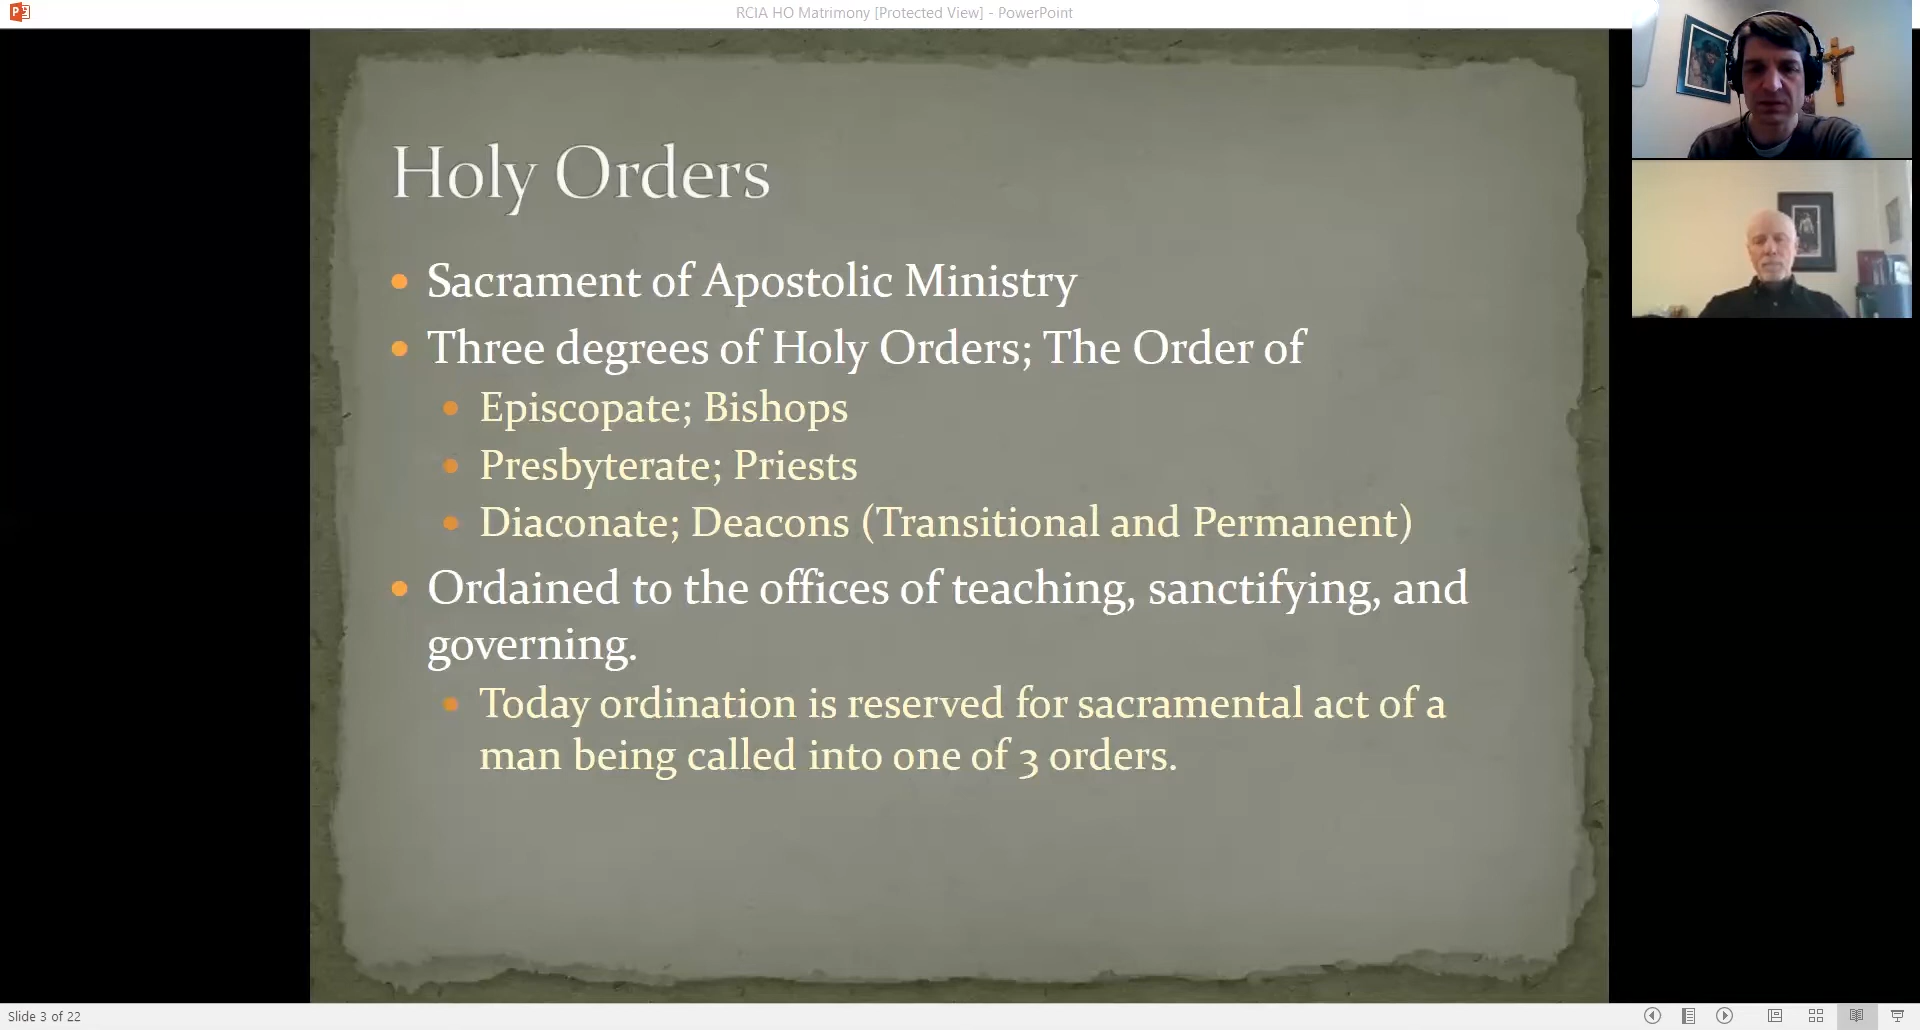 RCIA HO Matrimony [Protected View] - PowerPoint
Holy Orders
Sacrament of Apostolic Ministry
Three degrees of Holy Orders; The Order of
Episcopate; Bishops
Presbyterate; Priests
Diaconate; Deacons (Transitional and Permanent)
Ordained to the offices of teaching, sanctifying, and
governing.
Today ordination is reserved for sacramental act of a
man being called into one of 3 orders.
Slide 3 of 22